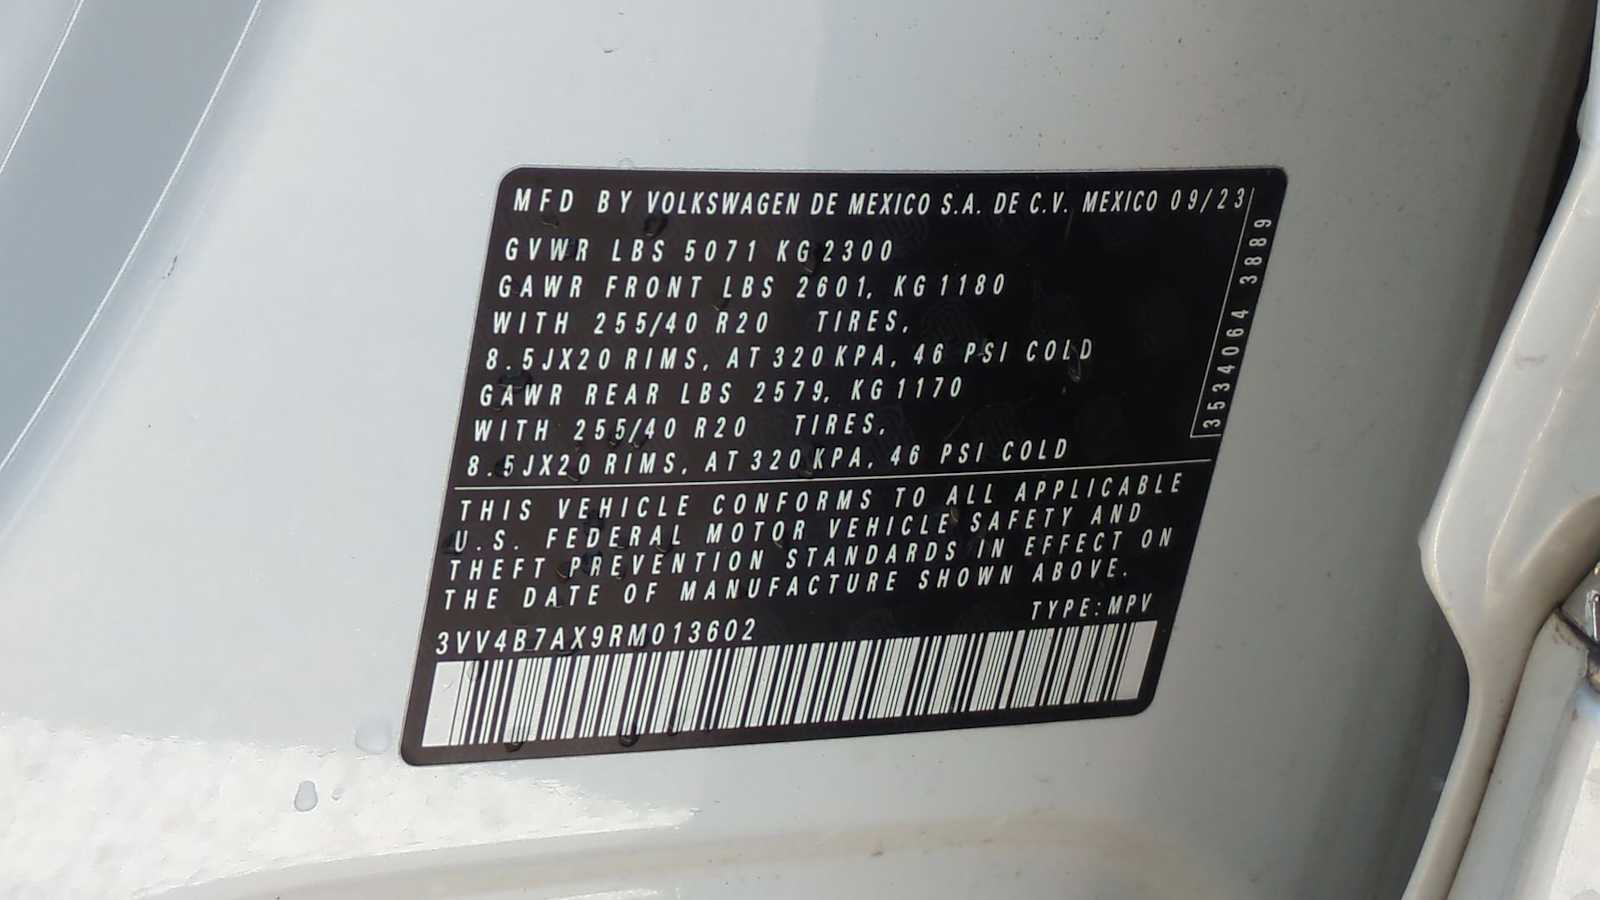 MFD BY VOLKSWAGEN DE MEXICO S.A. DE C.V. MEXICO 09/23
GVWR LBS 5071 KG 2300
GAWR FRONT LBS 2601, KG 1180
WITH 255/40 R20 TIRES,
8.5JX20 RIMS, AT 320 KPA, 46 PSI COLD
GAWR REAR LBS 2579, KG 1170
WITH 255/40 R20 TIRES,
8.5JX20 RIMS, AT 320 KPA, 46 PSI COLD
3534064 3889
THIS VEHICLE CONFORMS TO ALL APPLICABLE
U.S. FEDERAL MOTOR VEHICLE SAFETY AND
THEFT PREVENTION STANDARDS IN EFFECT ON
THE DATE OF MANUFACTURE SHOWN ABOVE.
TYPE: MPV
3VV4B7AX9RM013602